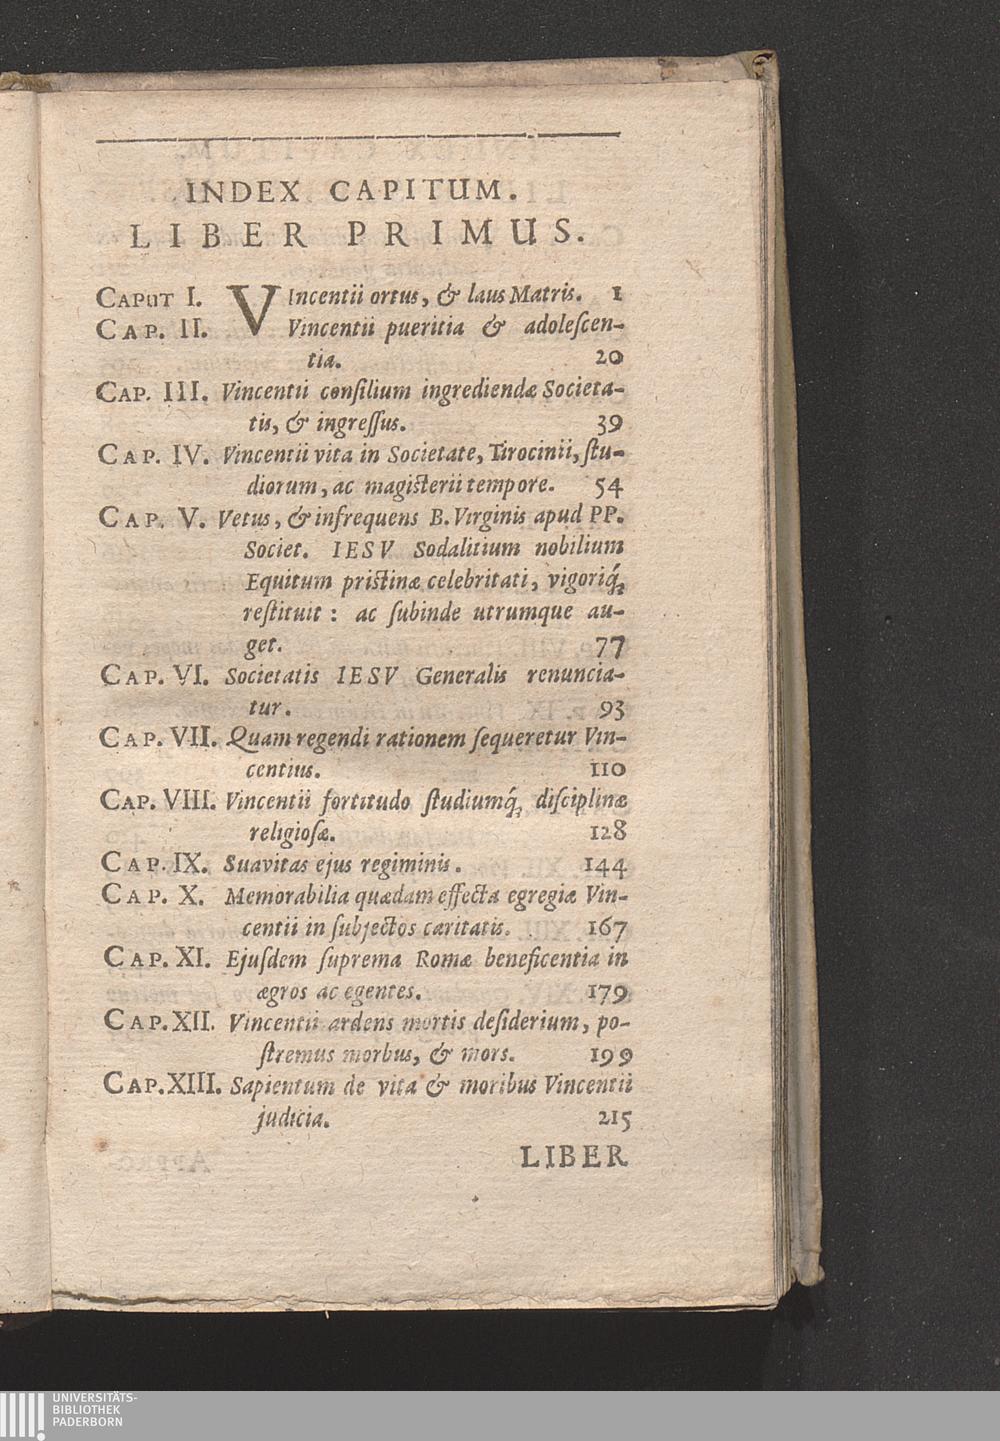 INDEX CAPITUM.
LIBER PRIMUS.
CAPUT I. VIncentii ortus, & laus Matris. 1
CAP. II. Vincentii pueritia & adoleſcen-
tia. 20
CAP. III. Vincentii conſilium ingrediendæ Societa-
tis, & ingreſſus. 39
CAP. IV. Vincentii vita in Societate, Tirocinii, ſtu-
diorum, ac magiſterii tempore. 54
CAP. V. Vetus, & infrequens B. Virginis apud PP.
Societ. IESV Sodalitium nobilium
Equitum priſtinæ celebritati, vigoriq́;
reſtituit : ac ſubinde utrumque au-
get. 77
CAP. VI. Societatis IESV Generalis renuncia-
tur. 93
CAP. VII. Quam regendi rationem ſequeretur Vin-
centius. 110
CAP. VIII. Vincentii fortitudo ſtudiumq́; diſciplinæ
religioſæ. 128
CAP. IX. Suavitas ejus regiminis. 144
CAP. X. Memorabilia quædam effecta egregiæ Vin-
centii in ſubjectos caritatis. 167
CAP. XI. Ejuſdem ſuprema Romæ beneficentia in
ægros ac egentes. 179
CAP. XII. Vincentii ardens mortis deſiderium, po-
ſtremus morbus, & mors. 199
CAP. XIII. Sapientum de vita & moribus Vincentii
judicia. 215
LIBER
UNIVERSITÄTS-
BIBLIOTHEK
PADERBORN